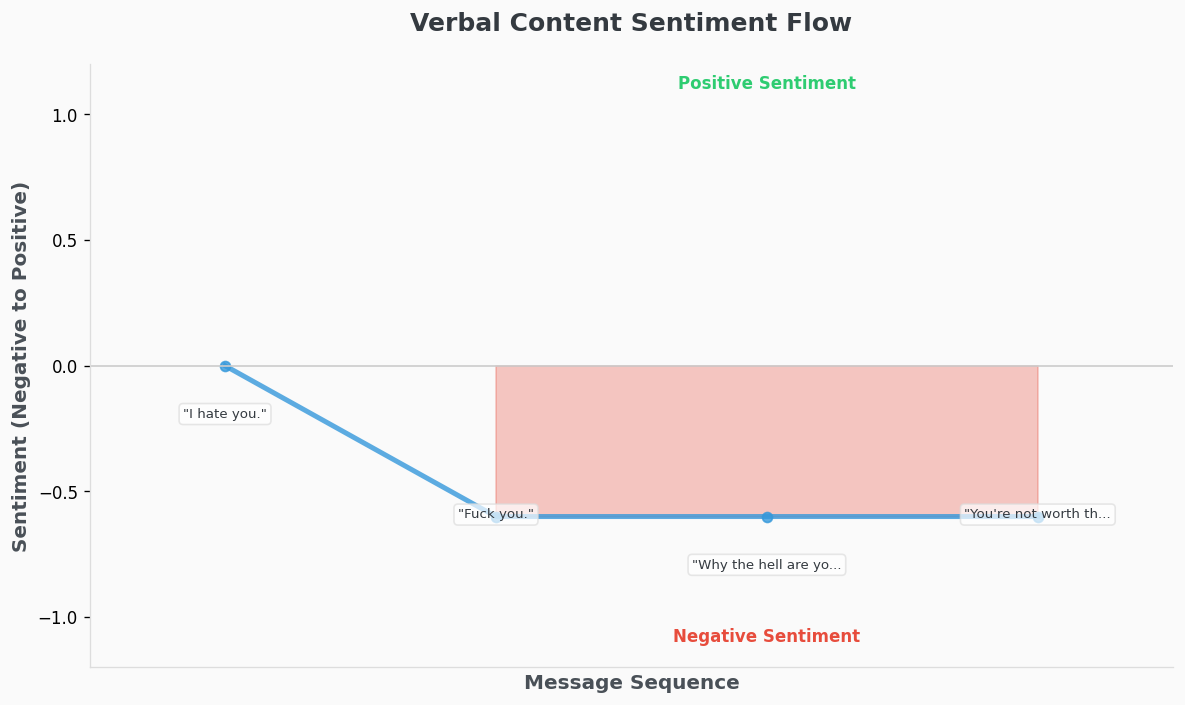 Verbal Content Sentiment Flow
Positive Sentiment
1.0
0.5
0.0
−0.5
−1.0
Sentiment (Negative to Positive)
"I hate you."
"Fuck you."
"You're not worth th...
"Why the hell are yo...
Negative Sentiment
Message Sequence